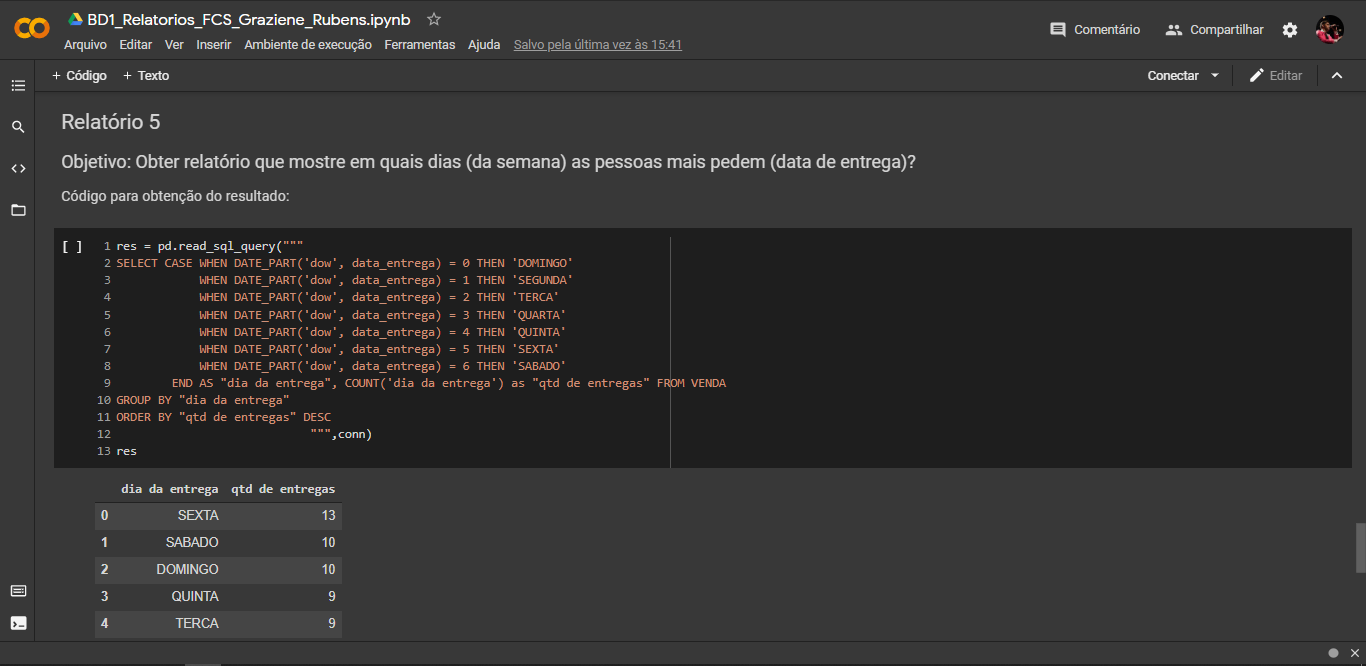 BD1_Relatorios_FCS_Graziene_Rubens.ipynb
Comentário Compartilhar
Arquivo Editar Ver Inserir Ambiente de execução Ferramentas Ajuda Salvo pela última vez às 15:41
+ Código + Texto Conectar Editar
Relatório 5
Objetivo: Obter relatório que mostre em quais dias (da semana) as pessoas mais pedem (data de entrega)?
Código para obtenção do resultado:
[ ] 1 res = pd.read_sql_query("""
2 SELECT CASE WHEN DATE_PART('dow', data_entrega) = 0 THEN 'DOMINGO'
3 WHEN DATE_PART('dow', data_entrega) = 1 THEN 'SEGUNDA'
4 WHEN DATE_PART('dow', data_entrega) = 2 THEN 'TERCA'
5 WHEN DATE_PART('dow', data_entrega) = 3 THEN 'QUARTA'
6 WHEN DATE_PART('dow', data_entrega) = 4 THEN 'QUINTA'
7 WHEN DATE_PART('dow', data_entrega) = 5 THEN 'SEXTA'
8 WHEN DATE_PART('dow', data_entrega) = 6 THEN 'SABADO'
9 END AS "dia da entrega", COUNT('dia da entrega') as "qtd de entregas" FROM VENDA
10 GROUP BY "dia da entrega"
11 ORDER BY "qtd de entregas" DESC
12 """,conn)
13 res
dia da entrega qtd de entregas
0 SEXTA 13
1 SABADO 10
2 DOMINGO 10
3 QUINTA 9
4 TERCA 9